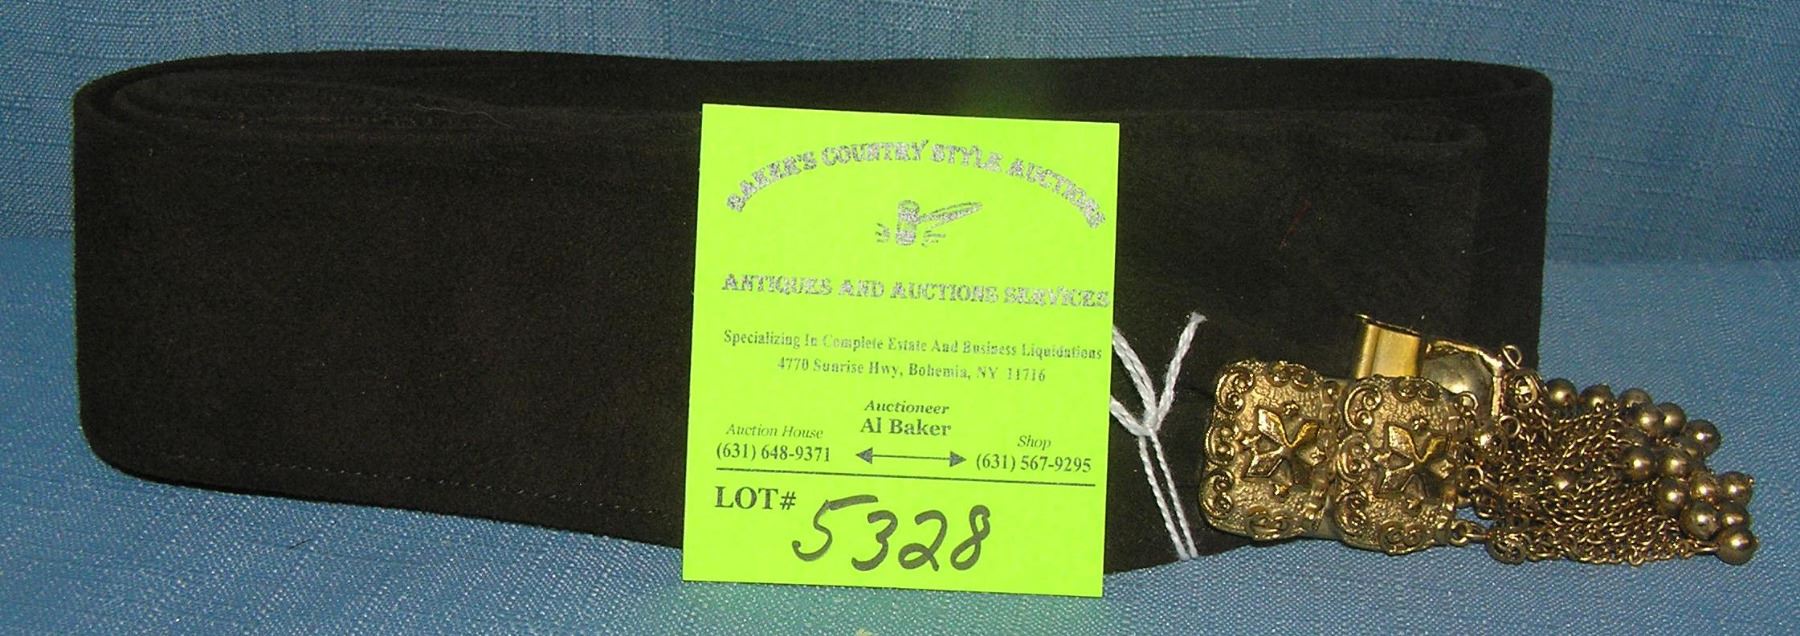 BAKER'S COUNTRY STYLE AUCTIONS
ANTIQUES AND AUCTIONS SERVICES
Specializing In Complete Estate And Business Liquidations
4770 Sunrise Hwy, Bohemia, NY 11716
Auctioneer
Al Baker
Auction House
(631) 648-9371
Shop
(631) 567-9295
LOT# 5328